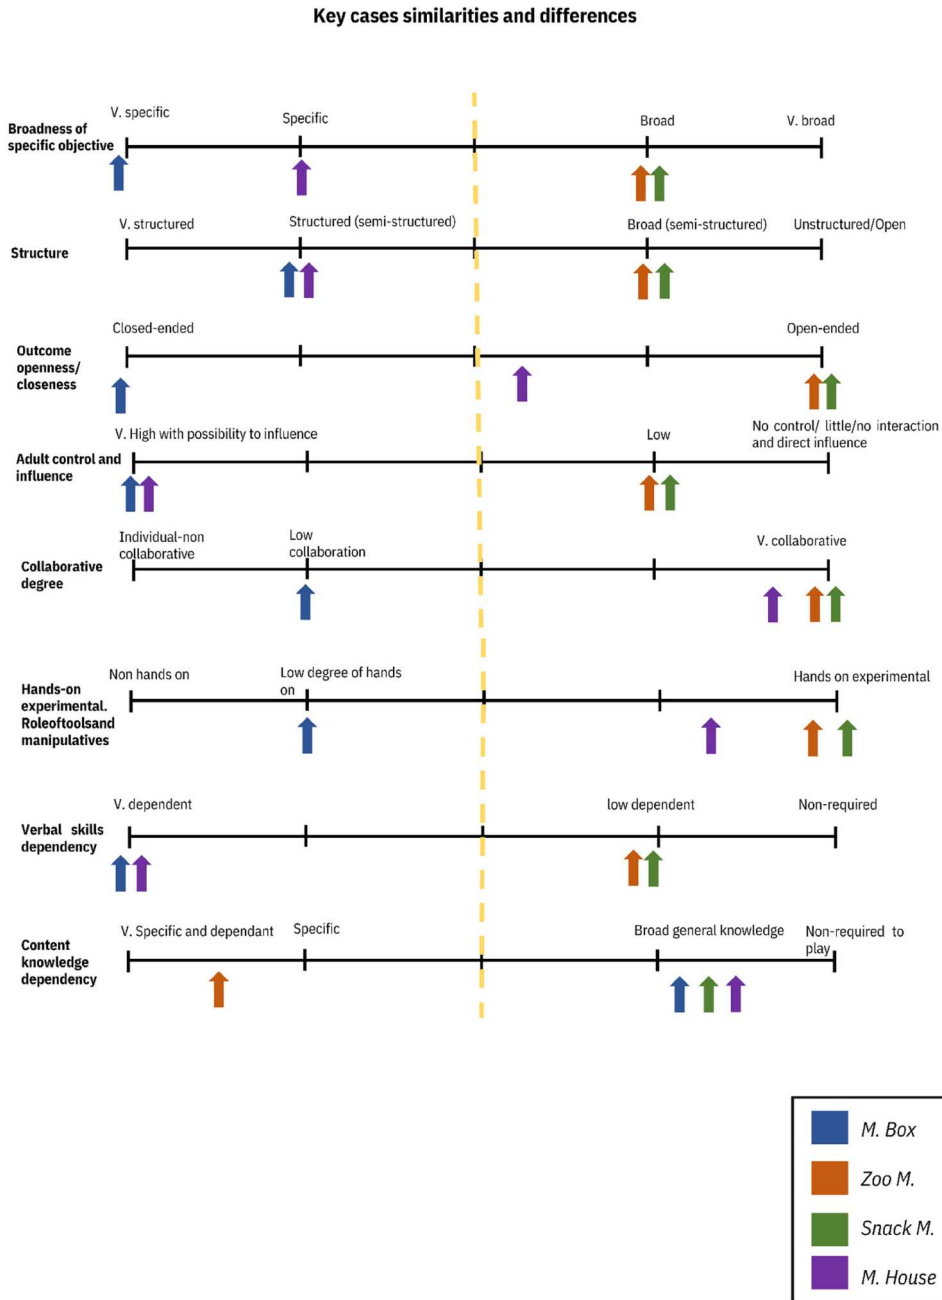 Key cases similarities and differences
Broadness of
specific objective
V. specific
Specific
Broad
V. broad
Structure
V. structured
Structured (semi-structured)
Broad (semi-structured)
Unstructured/Open
Outcome
openness/
closeness
Closed-ended
Open-ended
Adult control and
influence
V. High with possibility to influence
Low
No control/ little/no interaction
and direct influence
Collaborative
degree
Individual-non
collaborative
Low
collaboration
V. collaborative
Hands-on
experimental.
Roleoftoolsand
manipulatives
Non hands on
Low degree of hands
on
Hands on experimental
Verbal skills
dependency
V. dependent
low dependent
Non-required
Content
knowledge
dependency
V. Specific and dependant
Specific
Broad general knowledge
Non-required to
play
M. Box
Zoo M.
Snack M.
M. House